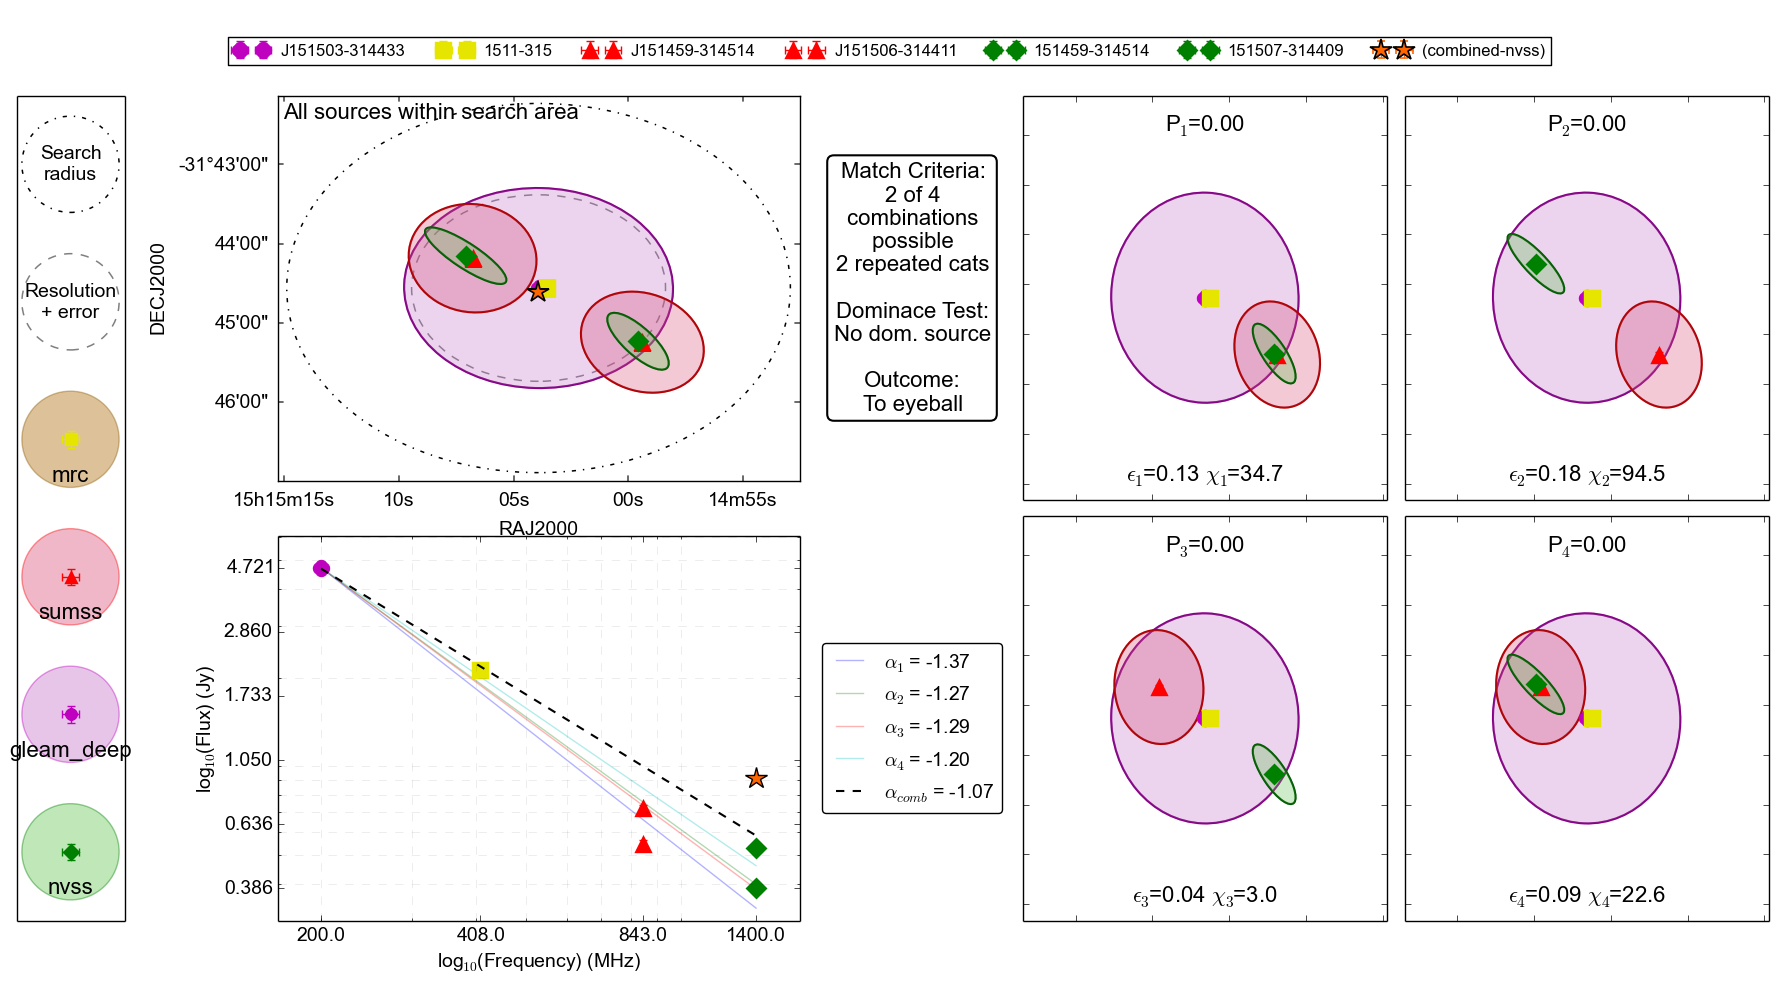 J151503-314433
1511-315
J151459-314514
J151506-314411
151459-314514
151507-314409
(combined-nvss)
Search
radius
Resolution
+ error
mrc
sumss
gleam_deep
nvss
All sources within search area
DECJ2000
-31°43'00"
44'00"
45'00"
46'00"
15h15m15s
10s
05s
00s
14m55s
RAJ2000
Match Criteria:
2 of 4
combinations
possible
2 repeated cats
Dominace Test:
No dom. source
Outcome:
To eyeball
P₁=0.00
ϵ₁=0.13 χ₁=34.7
P₂=0.00
ϵ₂=0.18 χ₂=94.5
log₁₀(Flux) (Jy)
4.721
2.860
1.733
1.050
0.636
0.386
200.0
408.0
843.0
1400.0
log₁₀(Frequency) (MHz)
α₁ = -1.37
α₂ = -1.27
α₃ = -1.29
α₄ = -1.20
α_comb = -1.07
P₃=0.00
ϵ₃=0.04 χ₃=3.0
P₄=0.00
ϵ₄=0.09 χ₄=22.6